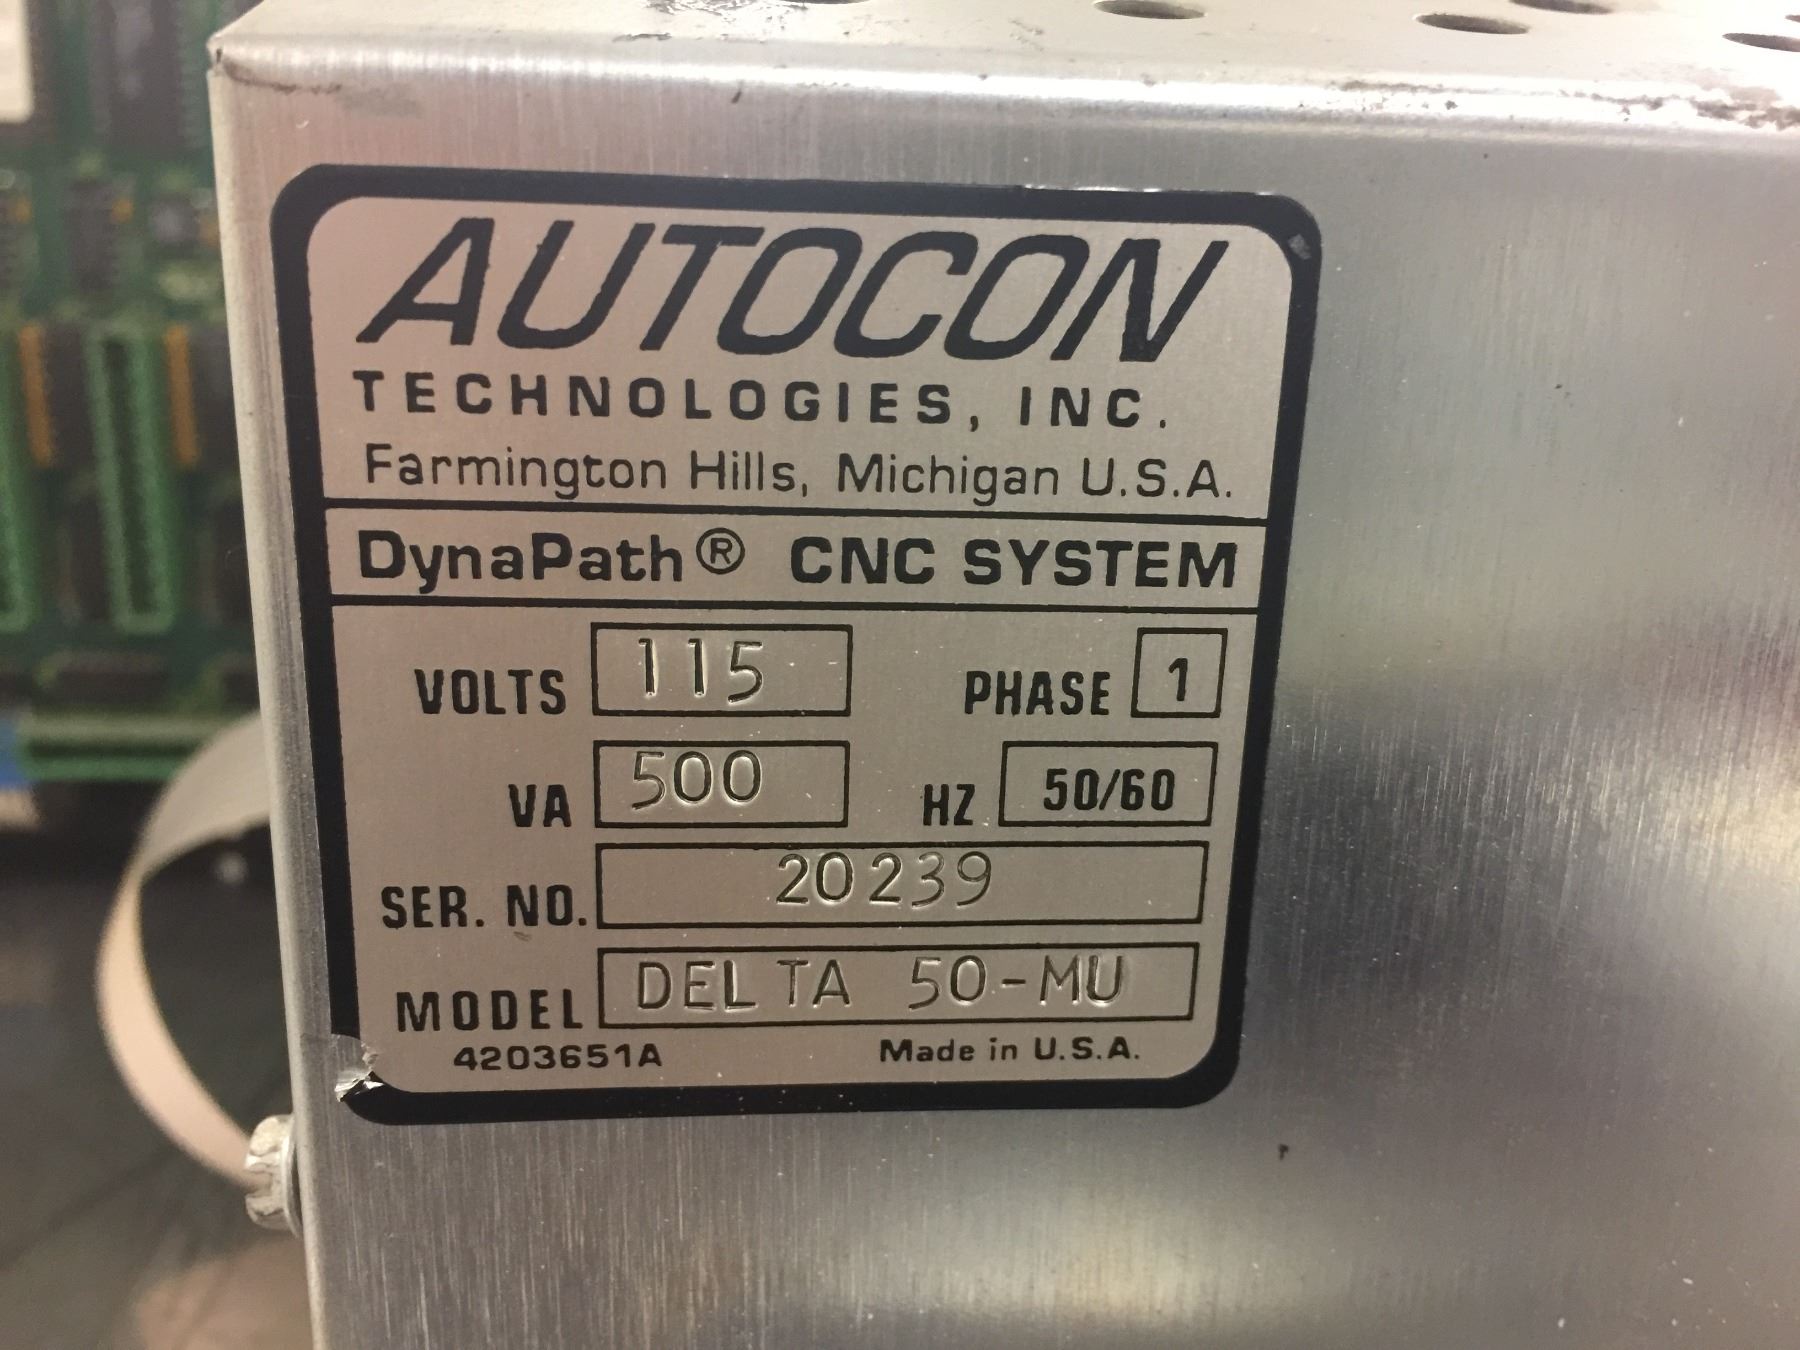 AUTOCON
TECHNOLOGIES, INC.
Farmington Hills, Michigan U.S.A.
DynaPath® CNC SYSTEM
VOLTS 115 PHASE 1
VA 500 HZ 50/60
SER. NO. 20239
MODEL DELTA 50-MU
4203651A Made in U.S.A.